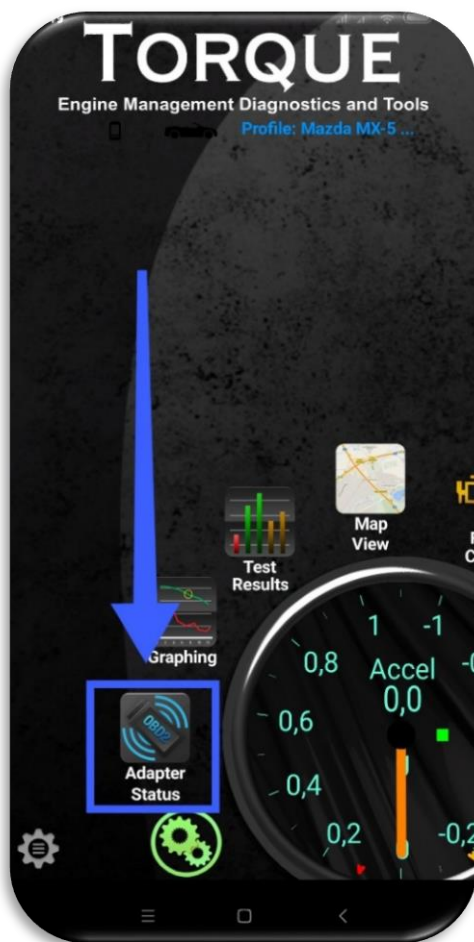 TORQUE
Engine Management Diagnostics and Tools
Profile: Mazda MX-5 ...
Map
View
Test
Results
Graphing
Adapter
Status
OBD2
1
-1
0,8
Accel
0,0
0,6
0,4
0,2
-0,2
0